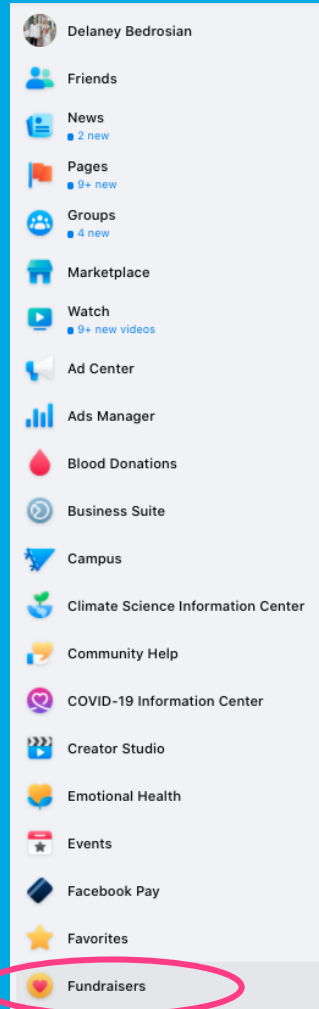 Delaney Bedrosian
Friends
News
2 new
Pages
9+ new
Groups
4 new
Marketplace
Watch
9+ new videos
Ad Center
Ads Manager
Blood Donations
Business Suite
Campus
Climate Science Information Center
Community Help
COVID-19 Information Center
Creator Studio
Emotional Health
Events
Facebook Pay
Favorites
Fundraisers